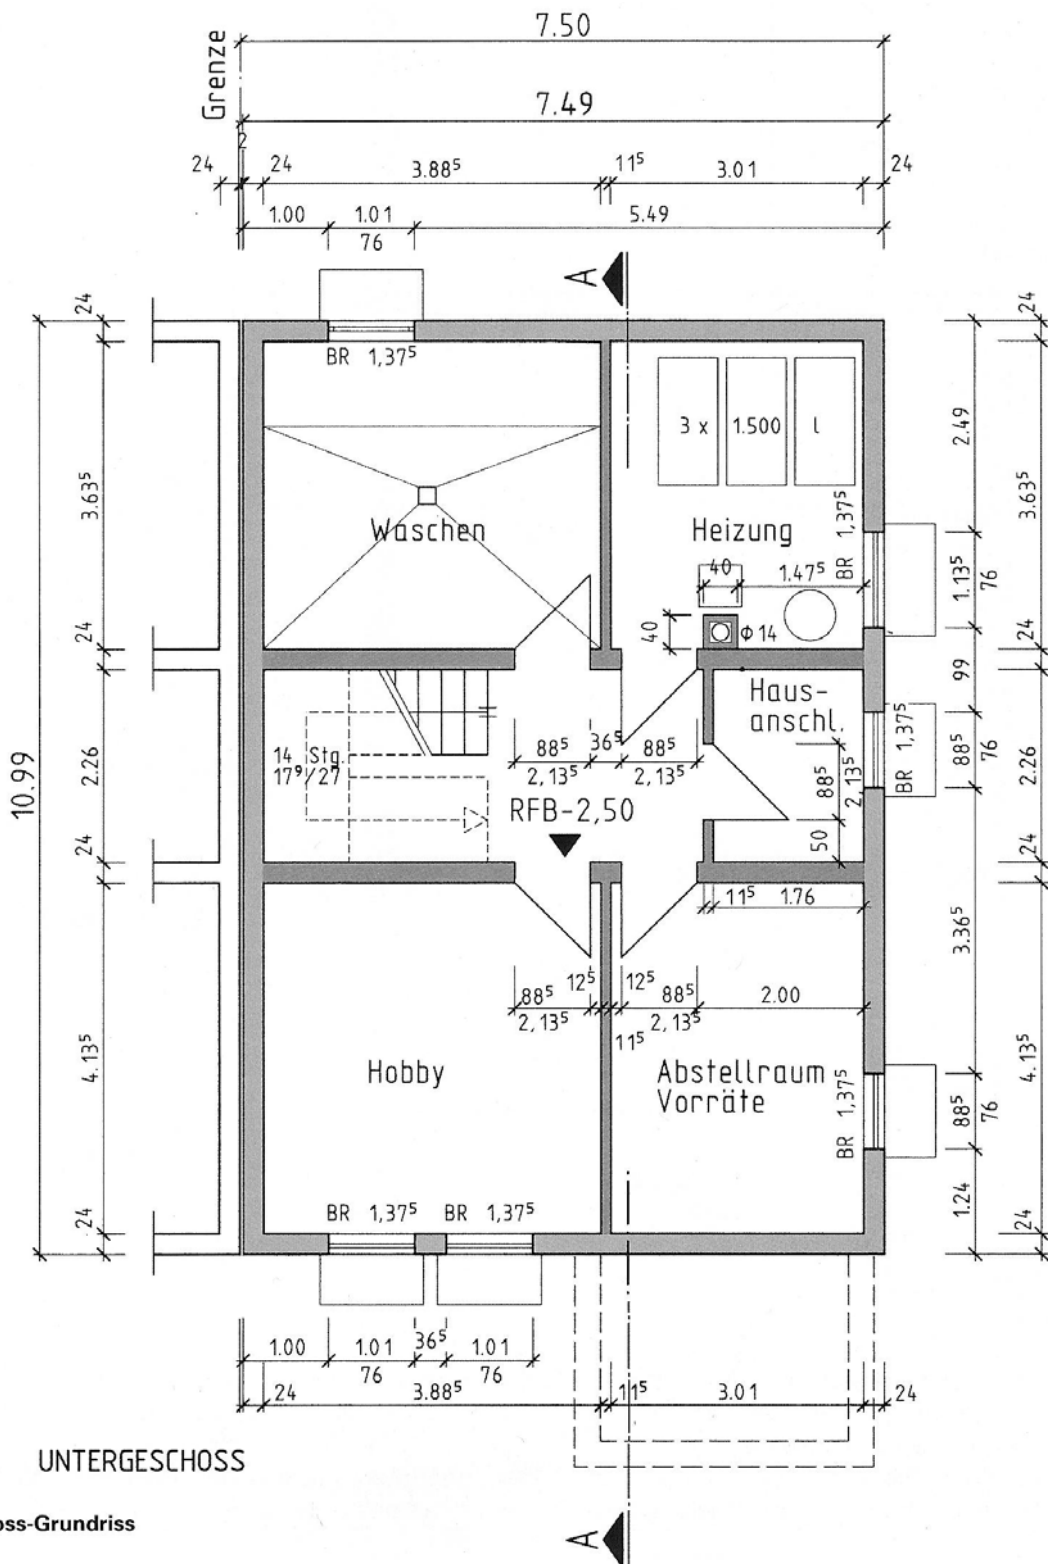 7.50
Grenze
7.49
2
24 24 3.88⁵ 11⁵ 3.01 24
1.00 1.01 5.49
76
A
24
24
BR 1,37⁵
3 x 1.500 l
2.49
3.63⁵
3.63⁵
BR 1,37⁵
Waschen
Heizung
40 1.47⁵
1.13⁵
76
40
ϕ 14
24
24
99
Haus-
anschl.
14 Stg.
17⁹/27
88⁵ 36⁵ 88⁵
2,13⁵ 2,13⁵
88⁵
2,13⁵
BR 1,37⁵
88⁵
76
2.26
2.26
10.99
RFB-2,50
50
24
24
11⁵ 1.76
3.36⁵
88⁵ 12⁵ 12⁵ 88⁵ 2.00
2,13⁵ 2,13⁵
11⁵
4.13⁵
4.13⁵
Hobby
Abstellraum
Vorräte
BR 1,37⁵
88⁵
76
1.24
BR 1,37⁵ BR 1,37⁵
24
24
1.00 1.01 36⁵ 1.01
76 76
24 3.88⁵ 11⁵ 3.01 24
UNTERGESCHOSS
oss-Grundriss
A